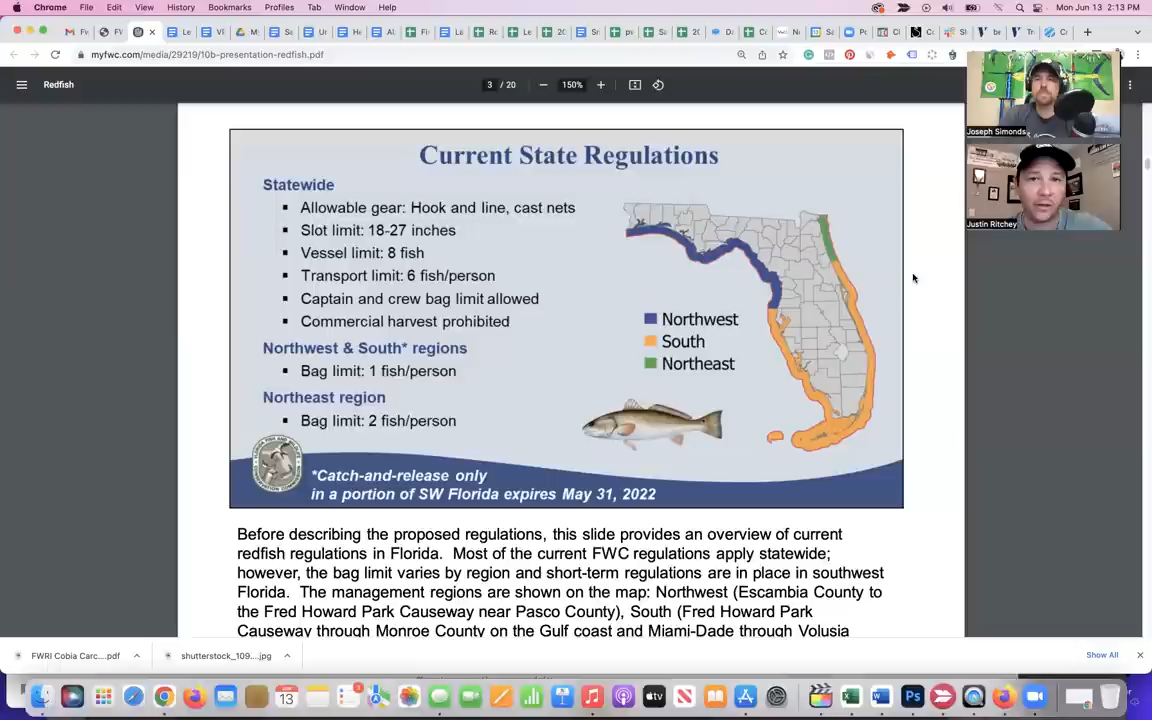 Chrome File Edit View History Bookmarks Profiles Tab Window Help Mon Jun 13 2:13 PM
myfwc.com/media/29219/10b-presentation-redfish.pdf
Redfish 3 / 20 150%
Joseph Simonds
Justin Ritchey
Current State Regulations
Statewide
Allowable gear: Hook and line, cast nets
Slot limit: 18-27 inches
Vessel limit: 8 fish
Transport limit: 6 fish/person
Captain and crew bag limit allowed
Commercial harvest prohibited
Northwest & South* regions
Bag limit: 1 fish/person
Northeast region
Bag limit: 2 fish/person
Northwest
South
Northeast
*Catch-and-release only
in a portion of SW Florida expires May 31, 2022
Before describing the proposed regulations, this slide provides an overview of current
redfish regulations in Florida. Most of the current FWC regulations apply statewide;
however, the bag limit varies by region and short-term regulations are in place in southwest
Florida. The management regions are shown on the map: Northwest (Escambia County to
the Fred Howard Park Causeway near Pasco County), South (Fred Howard Park
Causeway through Monroe County on the Gulf coast and Miami-Dade through Volusia
FWRI Cobia Carc....pdf shutterstock_109....jpg Show All